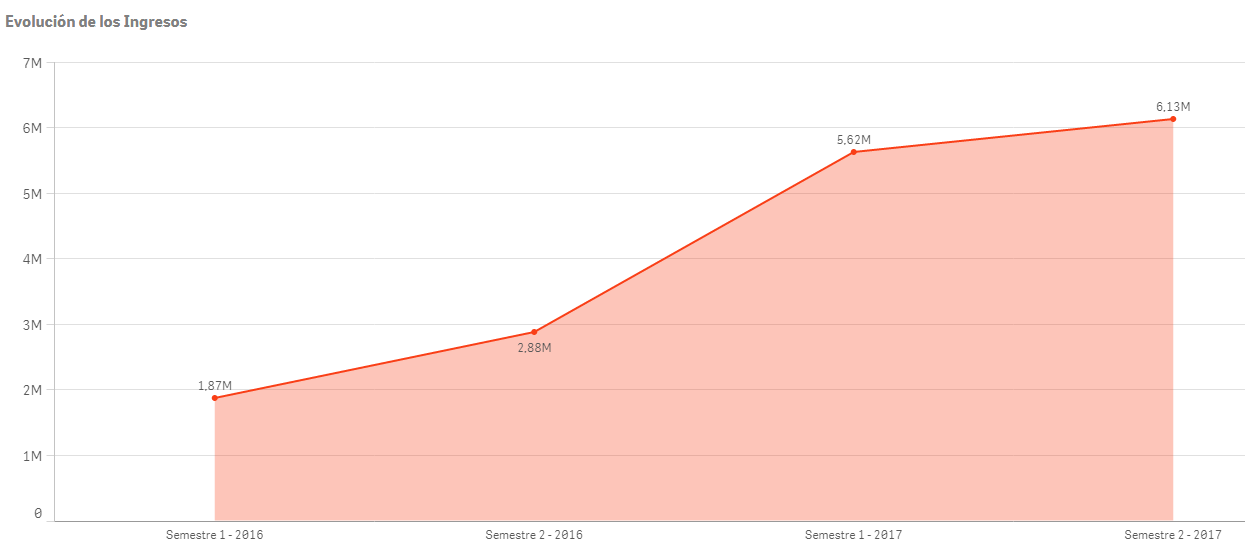 Evolución de los Ingresos
7M
6M
5M
4M
3M
2M
1M
0
1,87M
2,88M
5,62M
6,13M
Semestre 1 - 2016
Semestre 2 - 2016
Semestre 1 - 2017
Semestre 2 - 2017